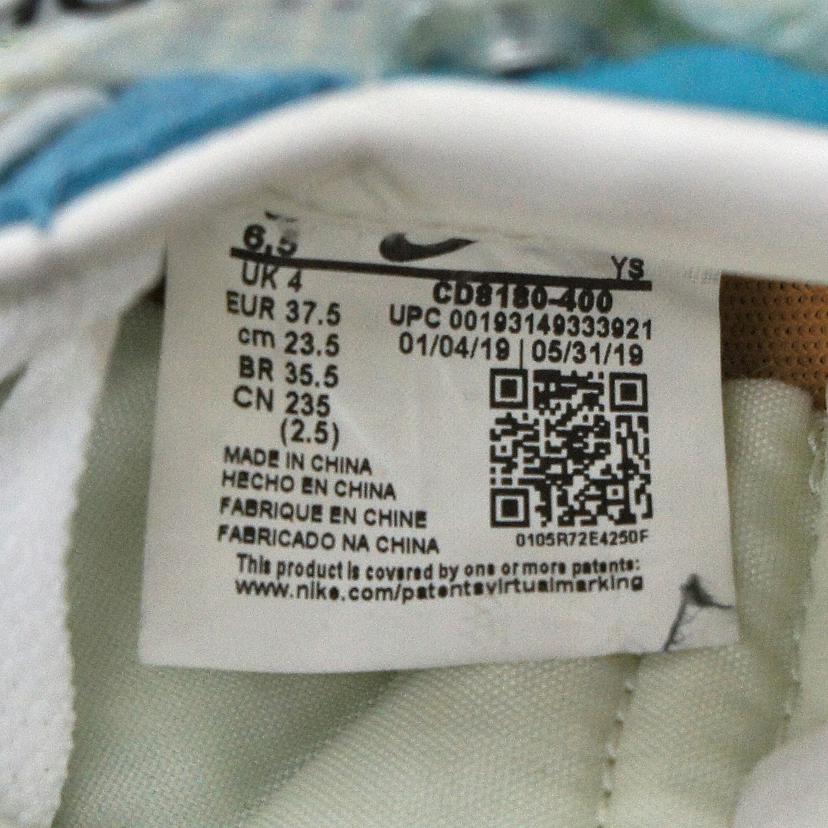 6.5
YS
UK 4
EUR 37.5
cm 23.5
BR 35.5
CN 235
(2.5)
CD8180-400
UPC 00193149333921
01/04/19 | 05/31/19
0105R72E4250F
MADE IN CHINA
HECHO EN CHINA
FABRIQUE EN CHINE
FABRICADO NA CHINA
This product is covered by one or more patents:
www.nike.com/patentsvirtualmarking